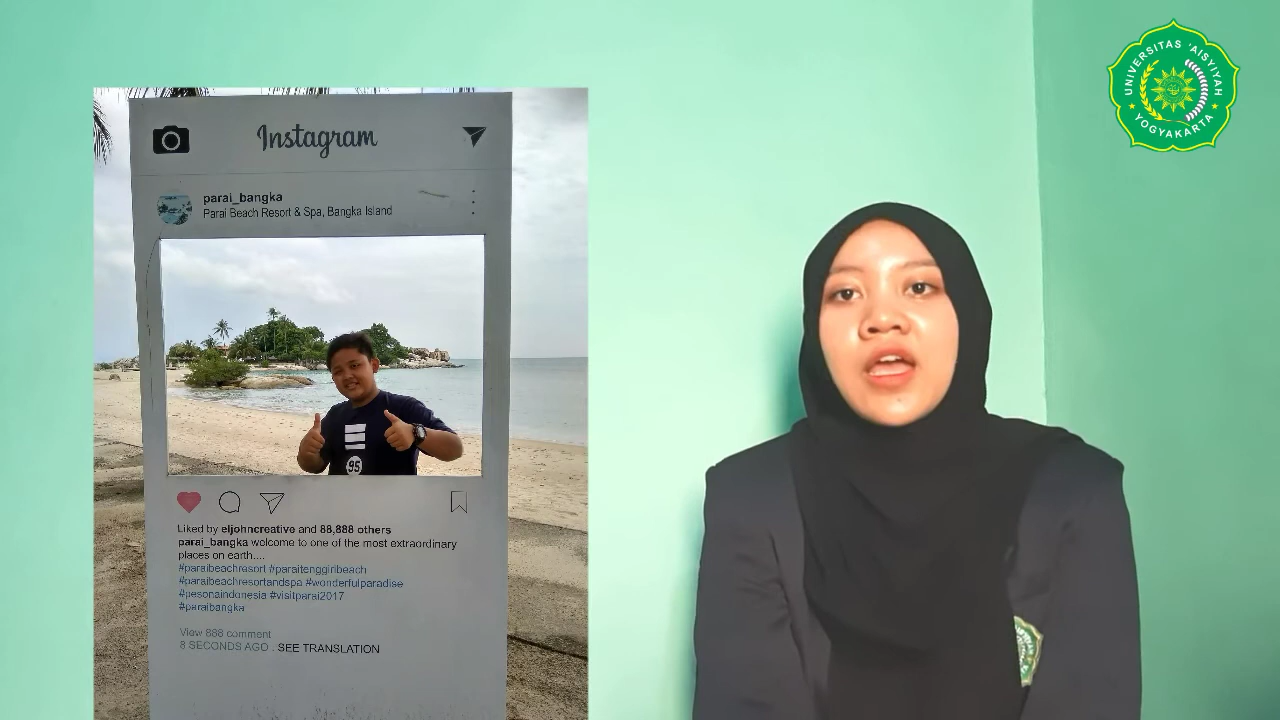 Instagram
parai_bangka
Parai Beach Resort & Spa, Bangka Island
95
Liked by eljohncreative and 88,888 others
parai_bangka welcome to one of the most extraordinary
places on earth....
#paraibeachresort #paraitenggiribeach
#paraibeachresortandspa #wonderfulparadise
#pesonaindonesia #visitparai2017
#paraibangka
View 888 comment
8 SECONDS AGO . SEE TRANSLATION
UNIVERSITAS 'AISYIYAH
YOGYAKARTA